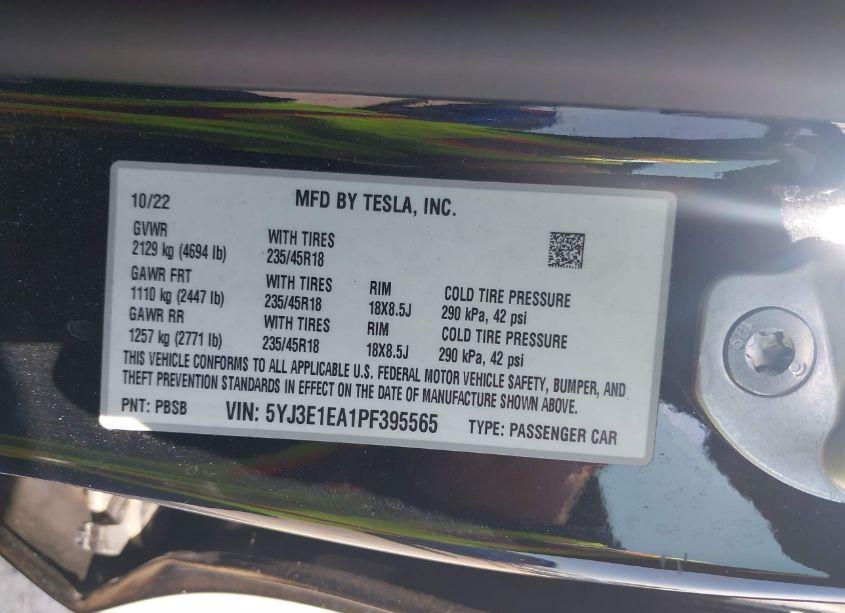 10/22 MFD BY TESLA, INC.
GVWR WITH TIRES
2129 kg (4694 lb) 235/45R18
GAWR FRT WITH TIRES RIM COLD TIRE PRESSURE
1110 kg (2447 lb) 235/45R18 18X8.5J 290 kPa, 42 psi
GAWR RR WITH TIRES RIM COLD TIRE PRESSURE
1257 kg (2771 lb) 235/45R18 18X8.5J 290 kPa, 42 psi
THIS VEHICLE CONFORMS TO ALL APPLICABLE U.S. FEDERAL MOTOR VEHICLE SAFETY, BUMPER, AND
THEFT PREVENTION STANDARDS IN EFFECT ON THE DATE OF MANUFACTURE SHOWN ABOVE.
PNT: PBSB VIN: 5YJ3E1EA1PF395565 TYPE: PASSENGER CAR